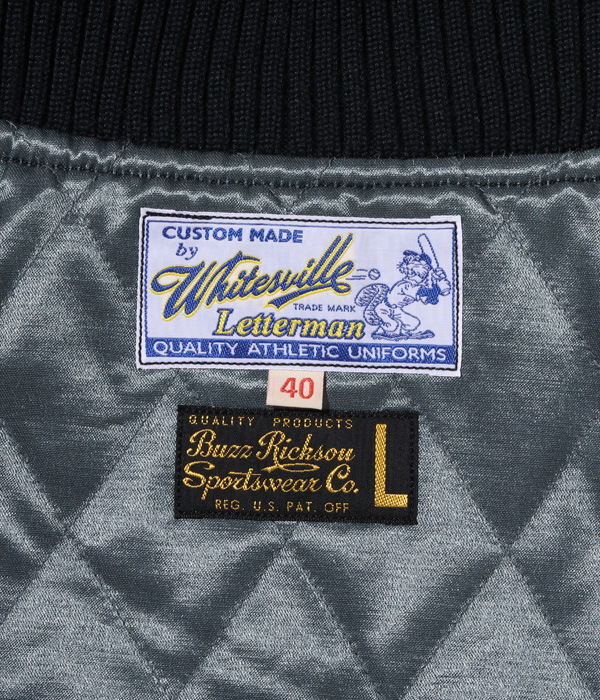 CUSTOM MADE
by
Whitesville
TRADE MARK
Letterman
QUALITY ATHLETIC UNIFORMS
40
QUALITY PRODUCTS
Buzz Rickson
Sportswear Co.
L
REG. U.S. PAT. OFF